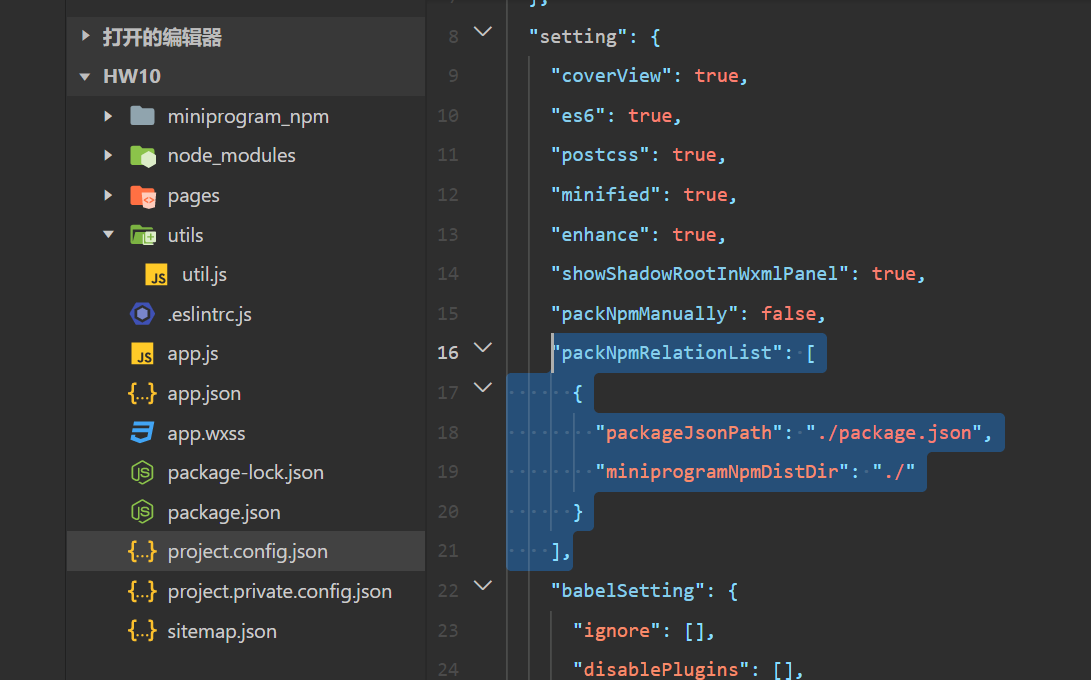 打开的编辑器
HW10
miniprogram_npm
node_modules
pages
utils
util.js
.eslintrc.js
app.js
app.json
app.wxss
package-lock.json
package.json
project.config.json
project.private.config.json
sitemap.json
],
8 "setting": {
9 "coverView": true,
10 "es6": true,
11 "postcss": true,
12 "minified": true,
13 "enhance": true,
14 "showShadowRootInWxmlPanel": true,
15 "packNpmManually": false,
16 "packNpmRelationList": [
17 {
18 "packageJsonPath": "./package.json",
19 "miniprogramNpmDistDir": "./"
20 }
21 ],
22 "babelSetting": {
23 "ignore": [],
24 "disablePlugins": [],